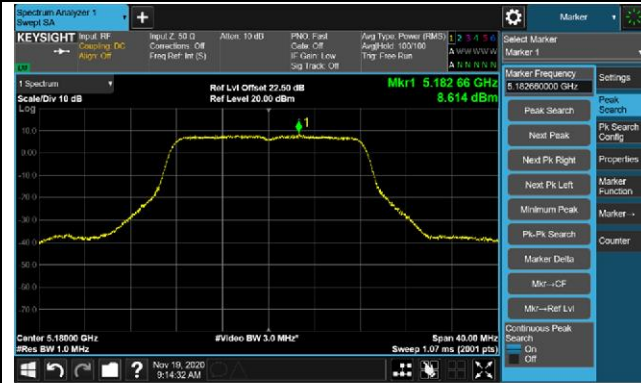 Spectrum Analyzer 1
Swept SA
Marker
KEYSIGHT
Input: RF
Coupling: DC
Align: Off
Input Z: 50 Ω
Corrections: Off
Freq Ref: Int (S)
Atten: 10 dB
PNO: Fast
Gate: Off
IF Gain: Low
Sig Track: Off
Avg Type: Power (RMS)
Avg|Hold: 100/100
Trig: Free Run
1 2 3 4 5 6
A W W W W W
A N N N N N
Select Marker
Marker 1
1 Spectrum
Scale/Div 10 dB
Log
Ref Lvl Offset 22.50 dB
Ref Level 20.00 dBm
Mkr1 5.182 66 GHz
8.614 dBm
1
10.0
0.00
-10.0
-20.0
-30.0
-40.0
-50.0
-60.0
-70.0
Center 5.18000 GHz
#Res BW 1.0 MHz
#Video BW 3.0 MHz*
Span 40.00 MHz
Sweep 1.07 ms (2001 pts)
Marker Frequency
5.182660000 GHz
Peak Search
Next Peak
Next Pk Right
Next Pk Left
Minimum Peak
Pk-Pk Search
Marker Delta
Mkr→CF
Mkr→Ref Lvl
Continuous Peak
Search
On
Off
Settings
Peak
Search
Pk Search
Config
Properties
Marker
Function
Marker→
Counter
Nov 19, 2020
9:14:32 AM